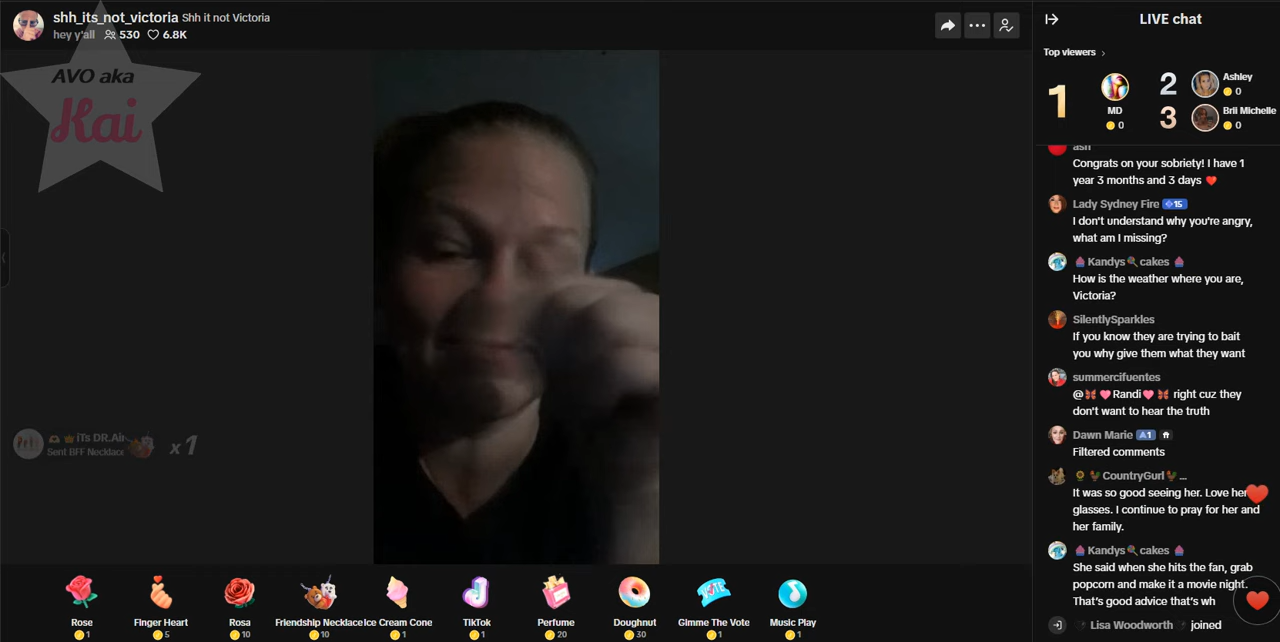 shh_its_not_victoria Shh it not Victoria
hey y'all 530 6.8K
AVO aka
Kai
iTs DR.Air
Sent BFF Necklace
x1
Rose
1
Finger Heart
5
Rosa
10
Friendship Necklace
10
Ice Cream Cone
1
TikTok
1
Perfume
20
Doughnut
30
Gimme The Vote
1
Music Play
1
LIVE chat
Top viewers
1
MD
0
2
Ashley
0
3
Brii Michelle
0
ash
Congrats on your sobriety! I have 1
year 3 months and 3 days
Lady Sydney Fire 15
I don't understand why you're angry,
what am I missing?
Kandys cakes
How is the weather where you are,
Victoria?
SilentlySparkles
If you know they are trying to bait
you why give them what they want
summercifuentes
@ Randi right cuz they
don't want to hear the truth
Dawn Marie A1
Filtered comments
CountryGurl ...
It was so good seeing her. Love her
glasses. I continue to pray for her and
her family.
Kandys cakes
She said when she hits the fan, grab
popcorn and make it a movie night.
That's good advice that's wh
Lisa Woodworth joined